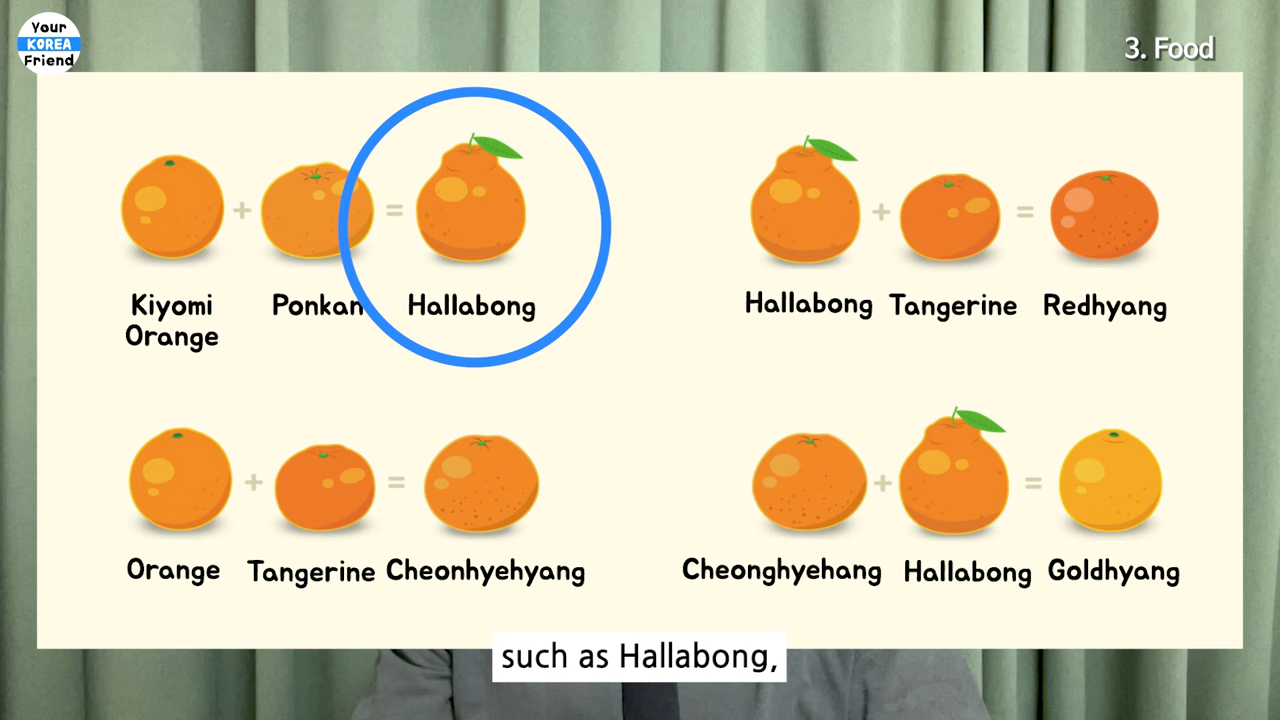 Your
KOREA
Friend
3. Food
Kiyomi
Orange
Ponkan
Hallabong
Hallabong
Tangerine
Redhyang
Orange
Tangerine
Cheonhyehyang
Cheonghyehang
Hallabong
Goldhyang
such as Hallabong,